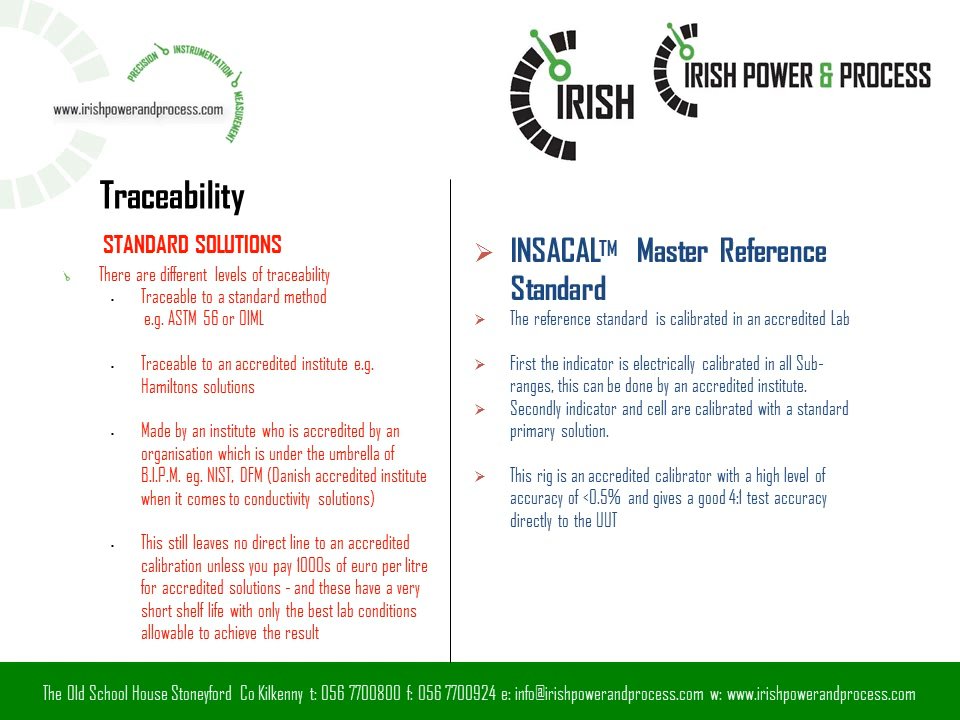 PRECISION INSTRUMENTATION MEASUREMENT
www.irishpowerandprocess.com
IRISH
IRISH POWER & PROCESS
Traceability
STANDARD SOLUTIONS
There are different levels of traceability
Traceable to a standard method
e.g. ASTM 56 or OIML
Traceable to an accredited institute e.g.
Hamiltons solutions
Made by an institute who is accredited by an
organisation which is under the umbrella of
B.I.P.M. eg. NIST, DFM (Danish accredited institute
when it comes to conductivity solutions)
This still leaves no direct line to an accredited
calibration unless you pay 1000s of euro per litre
for accredited solutions - and these have a very
short shelf life with only the best lab conditions
allowable to achieve the result
INSACAL™ Master Reference
Standard
The reference standard is calibrated in an accredited Lab
First the indicator is electrically calibrated in all Sub-
ranges, this can be done by an accredited institute.
Secondly indicator and cell are calibrated with a standard
primary solution.
This rig is an accredited calibrator with a high level of
accuracy of <0.5% and gives a good 4:1 test accuracy
directly to the UUT
The Old School House Stoneyford Co Kilkenny t: 056 7700800 f: 056 7700924 e: info@irishpowerandprocess.com w: www.irishpowerandprocess.com